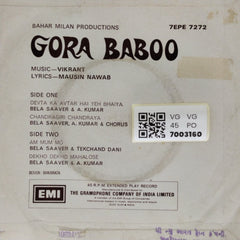 BAHAR MILAN PRODUCTIONS
7EPE 7272
GORA BABOO
MUSIC—VIKRANT
LYRICS—MAUSIN NAWAB
SIDE ONE
DEVTA KA AVTAR HAI YEH BHAIYA.
BELA SAAVER & A. KUMAR
CHANDRAGIRI CHANDRAYA
BELA SAAVER, A. KUMAR & CHORUS
SIDE TWO
AM MUM MO
BELA SAAVER & TEKCHAND DANI
DEKHO DEKHO MAHALOSE
BELA SAAVER & A. KUMAR
VG VG
45 PO
7003160
EMI
45 R.P.M. EXTENDED PLAY RECORD
THE GRAMOPHONE COMPANY OF INDIA LIMITED